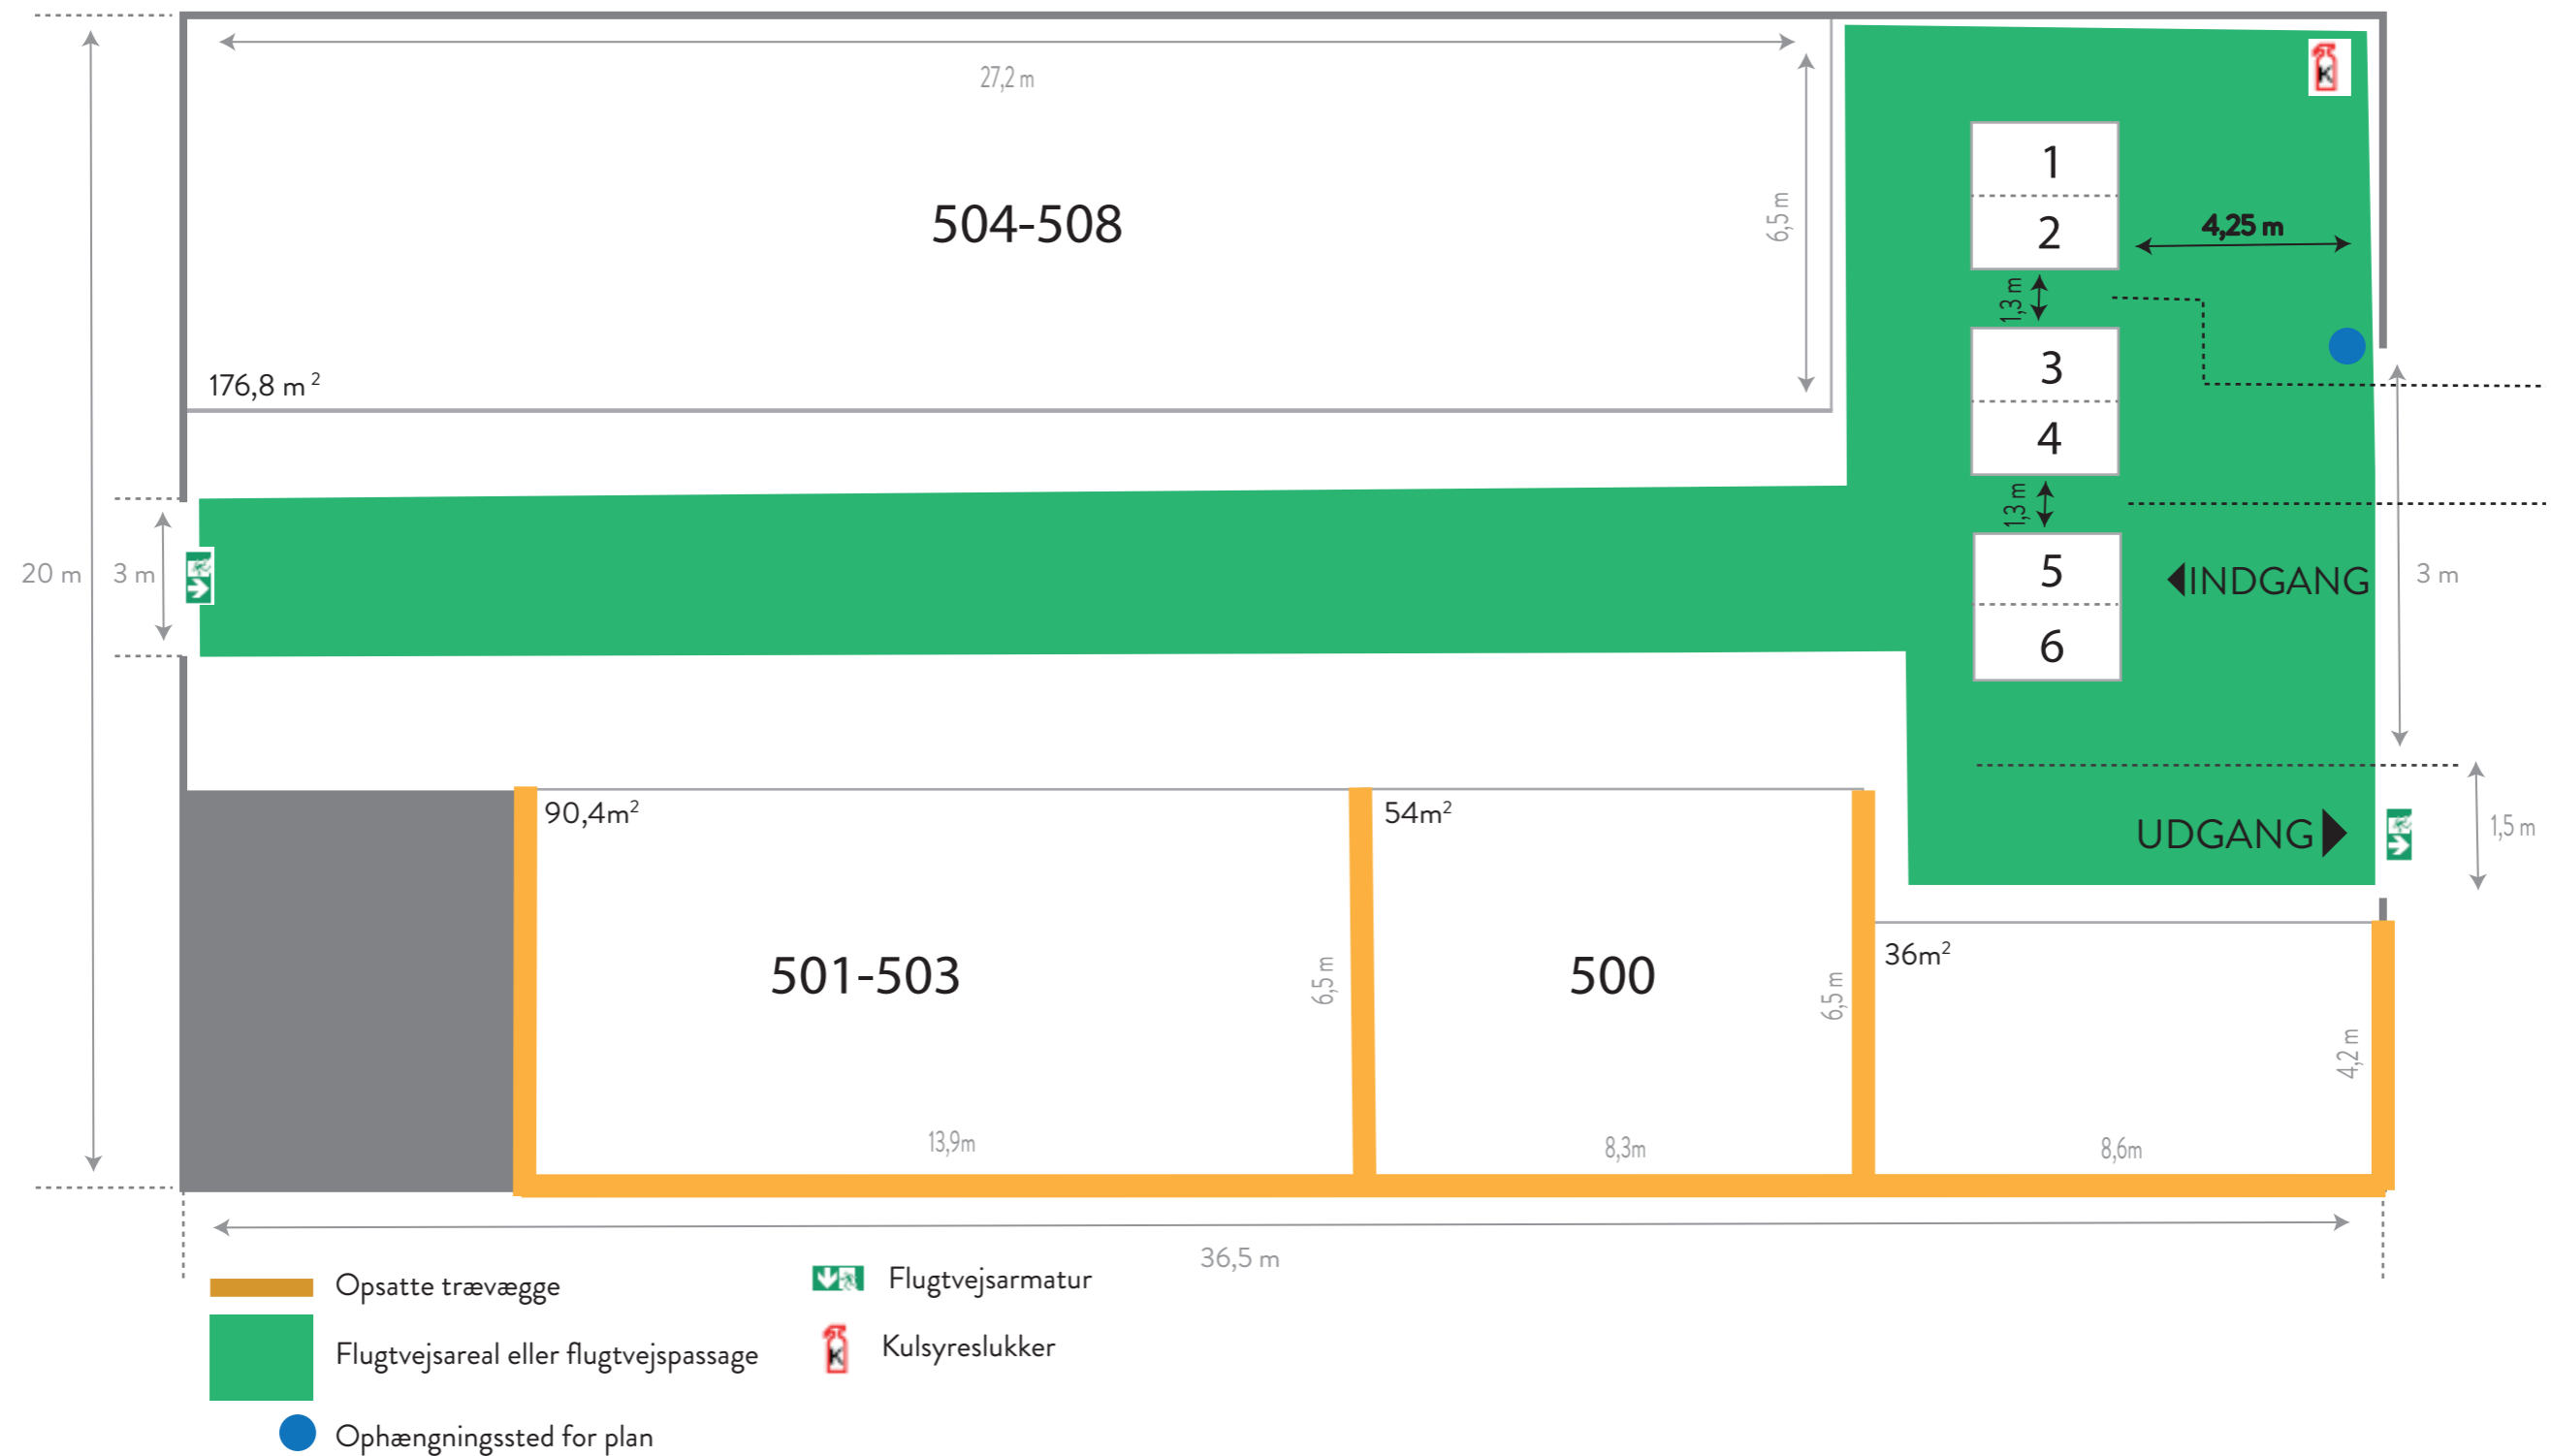 27,2 m
6,5 m
504-508
176,8 m²
1
2
4,25 m
1,3 m
3
4
1,3 m
5
6
INDGANG
3 m
20 m
3 m
UDGANG
1,5 m
90,4m²
54m²
36m²
501-503
500
6,5 m
6,5 m
4,2 m
13,9m
8,3m
8,6m
36,5 m
Opsatte trævægge
Flugtvejsareal eller flugtvejspassage
Ophængningssted for plan
Flugtvejsarmatur
K
Kulsyreslukker
K